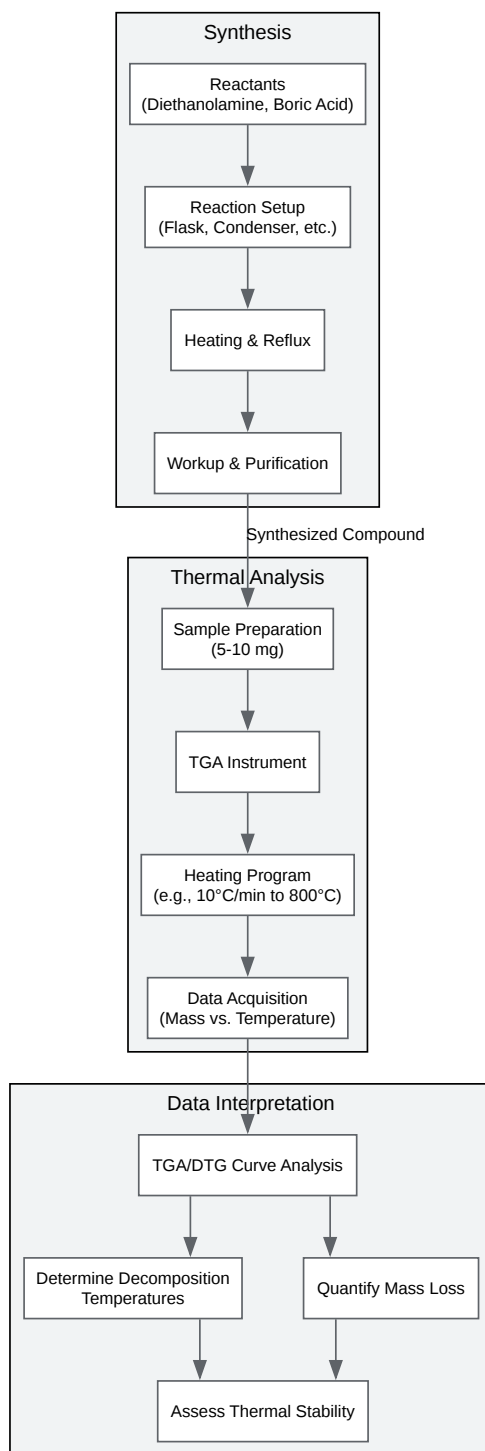 Synthesis
Reactants
(Diethanolamine, Boric Acid)
Reaction Setup
(Flask, Condenser, etc.)
Heating & Reflux
Workup & Purification
Synthesized Compound
Thermal Analysis
Sample Preparation
(5-10 mg)
TGA Instrument
Heating Program
(e.g., 10°C/min to 800°C)
Data Acquisition
(Mass vs. Temperature)
Data Interpretation
TGA/DTG Curve Analysis
Determine Decomposition
Temperatures
Quantify Mass Loss
Assess Thermal Stability